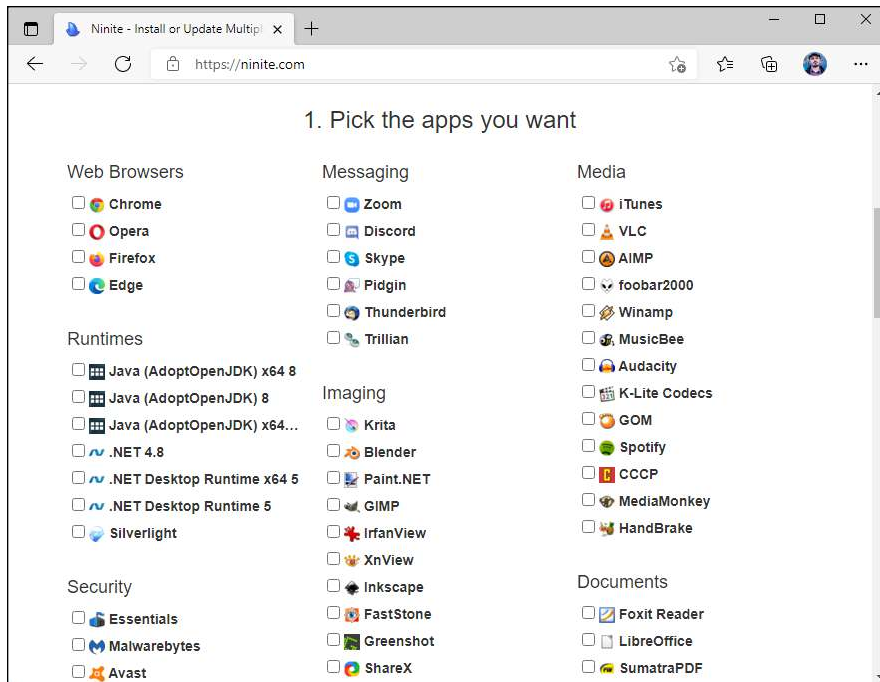 Ninite - Install or Update Multipl
https://ninite.com
1. Pick the apps you want
Web Browsers
Chrome
Opera
Firefox
Edge
Runtimes
Java (AdoptOpenJDK) x64 8
Java (AdoptOpenJDK) 8
Java (AdoptOpenJDK) x64...
.NET 4.8
.NET Desktop Runtime x64 5
.NET Desktop Runtime 5
Silverlight
Security
Essentials
Malwarebytes
Avast
Messaging
Zoom
Discord
Skype
Pidgin
Thunderbird
Trillian
Imaging
Krita
Blender
Paint.NET
GIMP
IrfanView
XnView
Inkscape
FastStone
Greenshot
ShareX
Media
iTunes
VLC
AIMP
foobar2000
Winamp
MusicBee
Audacity
K-Lite Codecs
GOM
Spotify
CCCP
MediaMonkey
HandBrake
Documents
Foxit Reader
LibreOffice
SumatraPDF